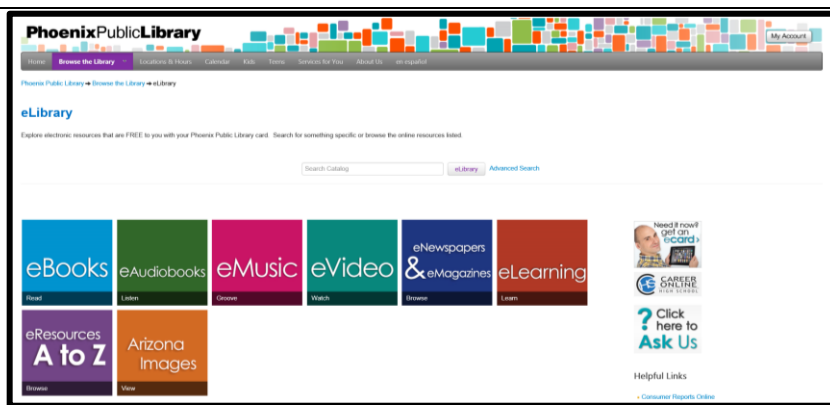 PhoenixPublicLibrary
My Account
Home Browse the Library Locations & Hours Calendar Kids Teens Services for You About Us en español
Phoenix Public Library ➔ Browse the Library ➔ eLibrary
eLibrary
Explore electronic resources that are FREE to you with your Phoenix Public Library card. Search for something specific or browse the online resources listed.
Search Catalog eLibrary Advanced Search
eBooks
Read
eAudiobooks
Listen
eMusic
Groove
eVideo
Watch
eNewspapers
& eMagazines
Browse
eLearning
Learn
eResources
A to Z
Browse
Arizona
Images
View
Need it now?
get an
ecard›
CAREER
ONLINE
HIGH SCHOOL
? Click
here to
Ask Us
Helpful Links
Consumer Reports Online